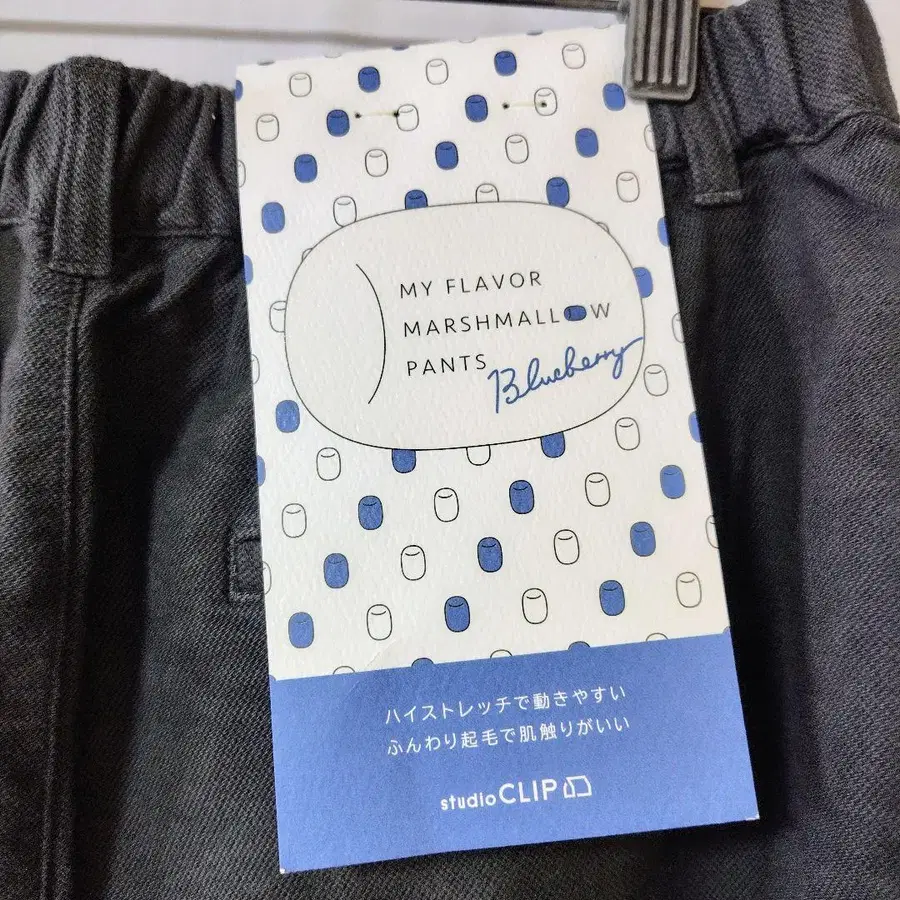 MY FLAVOR
MARSHMALLOW
PANTS
Blueberry
ハイストレッチで動きやすい
ふんわり起毛で肌触りがいい
studio CLIP